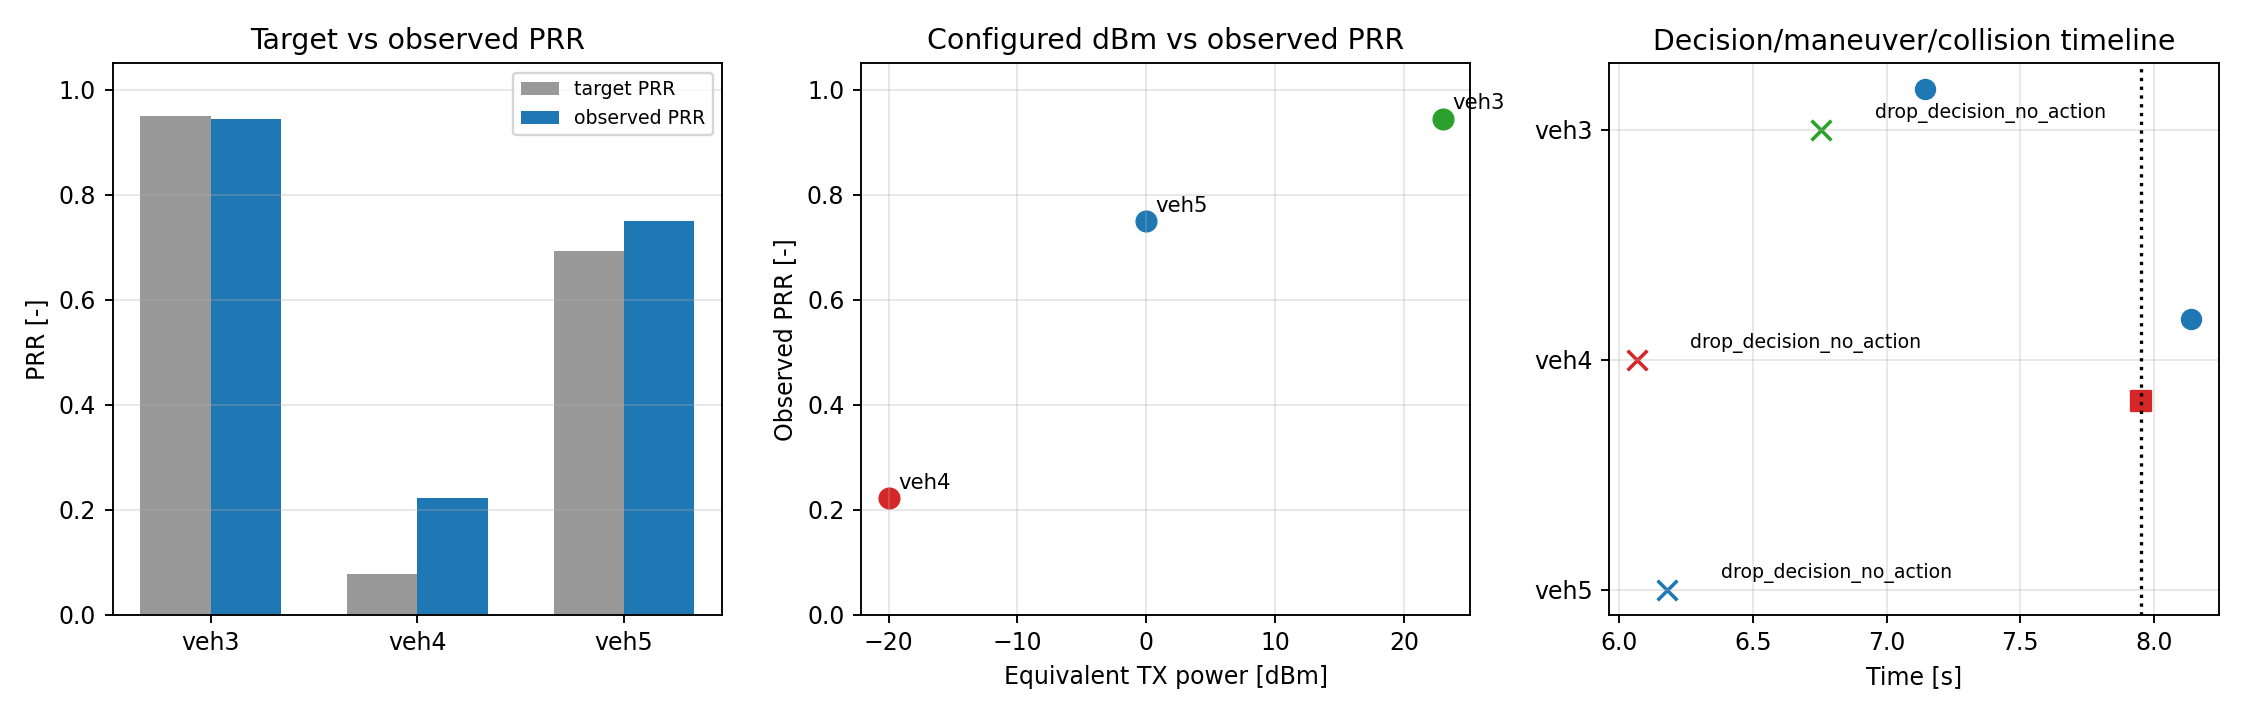 Target vs observed PRR
PRR [-]
1.0
0.8
0.6
0.4
0.2
0.0
target PRR
observed PRR
veh3
veh4
veh5
Configured dBm vs observed PRR
Observed PRR [-]
1.0
0.8
0.6
0.4
0.2
0.0
veh3
veh5
veh4
−20
−10
0
10
20
Equivalent TX power [dBm]
Decision/maneuver/collision timeline
veh3
veh4
veh5
drop_decision_no_action
drop_decision_no_action
drop_decision_no_action
6.0
6.5
7.0
7.5
8.0
Time [s]